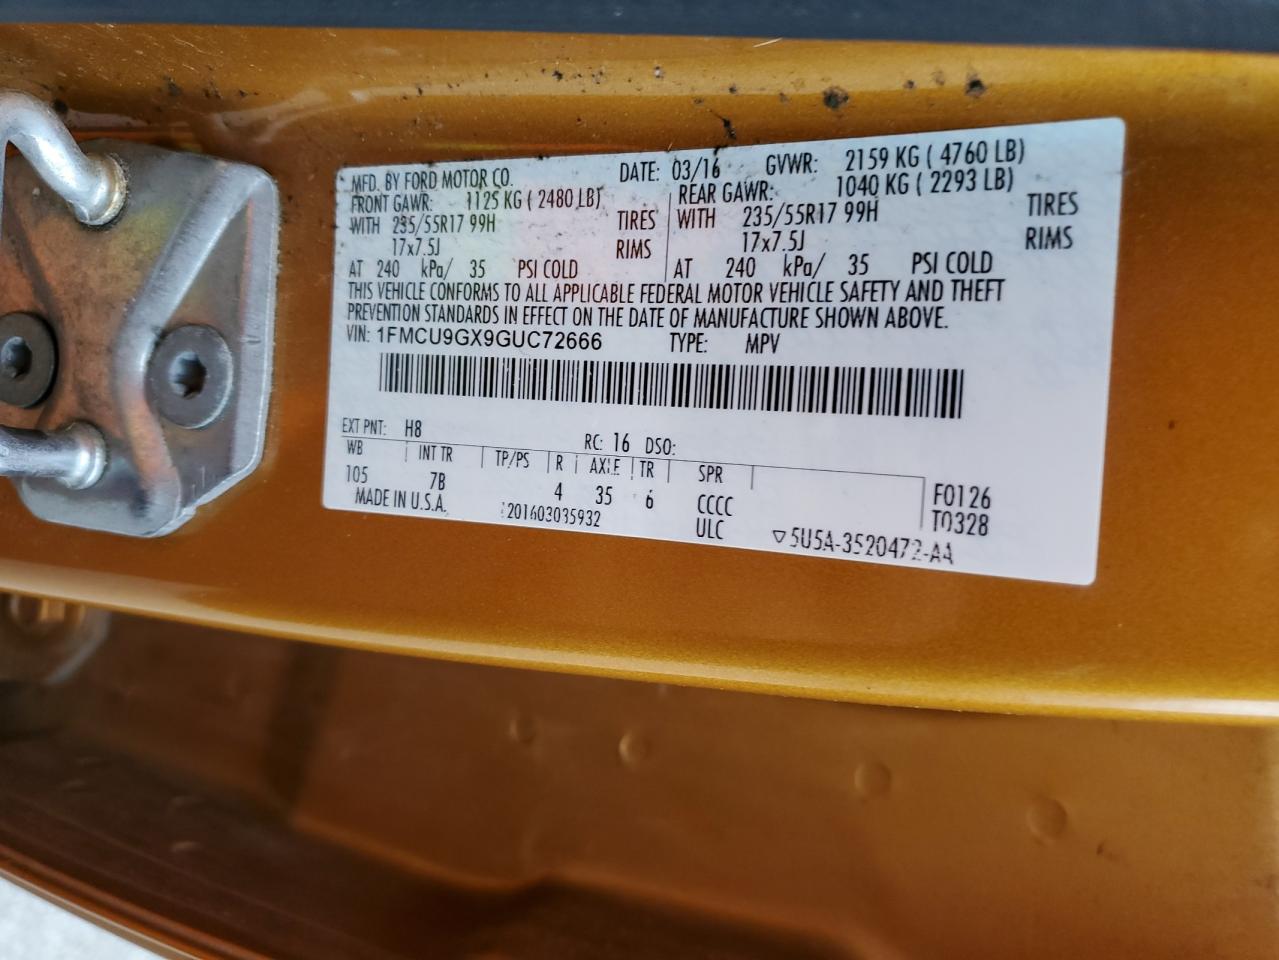 MFD. BY FORD MOTOR CO. DATE: 03/16 GVWR: 2159 KG ( 4760 LB)
FRONT GAWR: 1125 KG ( 2480 LB) REAR GAWR: 1040 KG ( 2293 LB)
WITH 235/55R17 99H TIRES WITH 235/55R17 99H TIRES
17x7.5J RIMS 17x7.5J RIMS
AT 240 kPa/ 35 PSI COLD AT 240 kPa/ 35 PSI COLD
THIS VEHICLE CONFORMS TO ALL APPLICABLE FEDERAL MOTOR VEHICLE SAFETY AND THEFT
PREVENTION STANDARDS IN EFFECT ON THE DATE OF MANUFACTURE SHOWN ABOVE.
VIN: 1FMCU9GX9GUC72666 TYPE: MPV
EXT PNT: H8 RC: 16 DSO:
WB INT TR TP/PS R AXLE TR SPR
105 7B 4 35 6 CCCC F0126
MADE IN U.S.A. 201603035932 ULC T0328
▽5U5A-3520472-AA